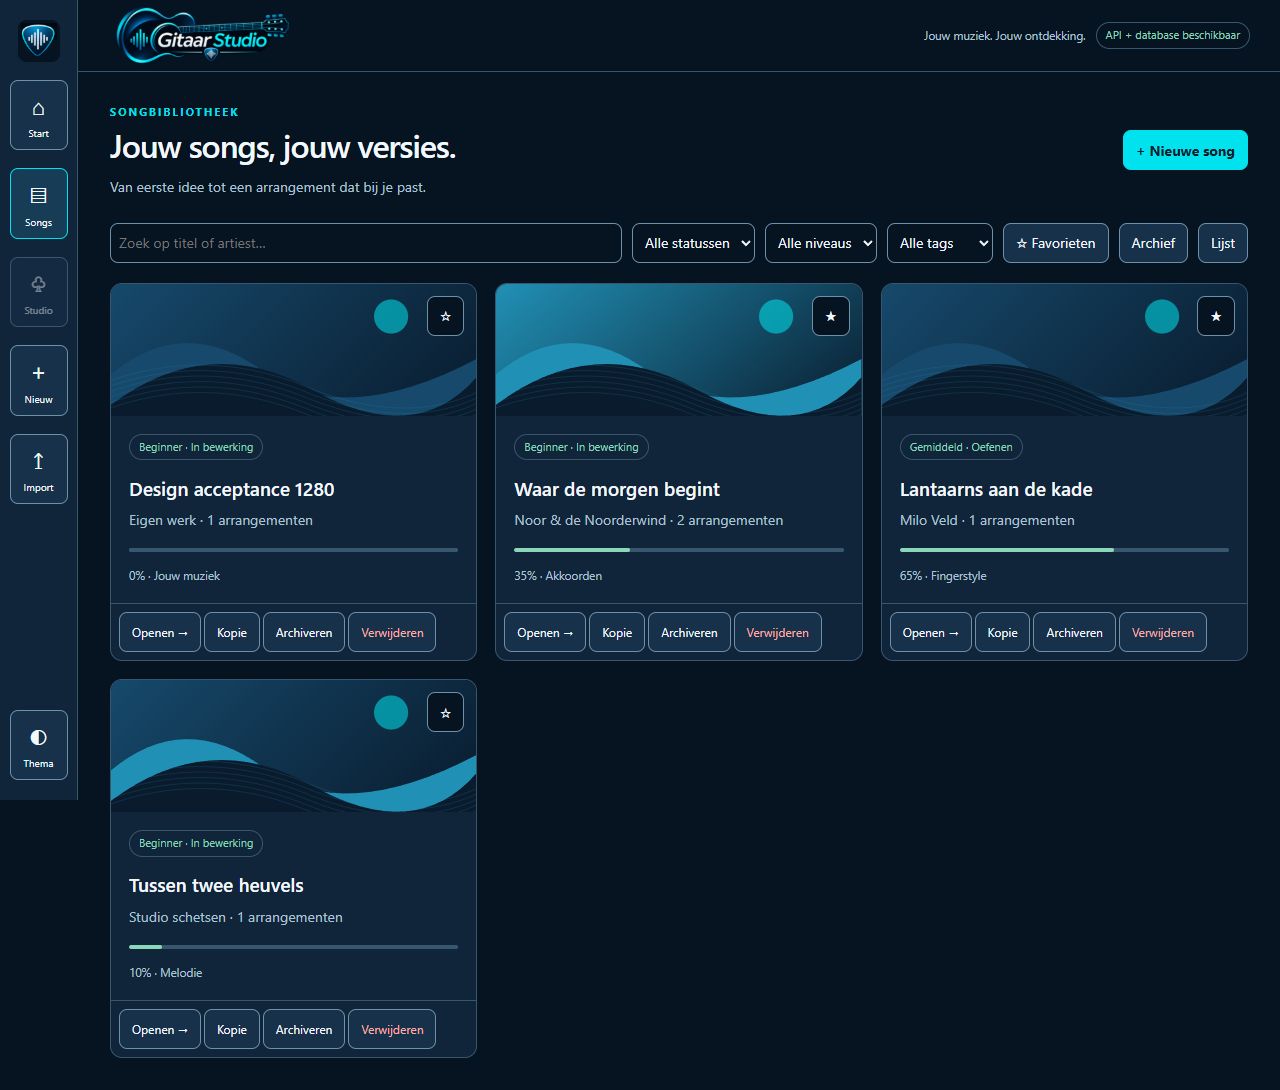 Gitaar Studio
Jouw muziek. Jouw ontdekking.
API + database beschikbaar
Start
Songs
Studio
Nieuw
Import
Thema
SONGBIBLIOTHEEK
Jouw songs, jouw versies.
Van eerste idee tot een arrangement dat bij je past.
+ Nieuwe song
Zoek op titel of artiest...
Alle statussen
Alle niveaus
Alle tags
☆ Favorieten
Archief
Lijst
Beginner · In bewerking
Design acceptance 1280
Eigen werk · 1 arrangementen
0% · Jouw muziek
Openen →
Kopie
Archiveren
Verwijderen
Beginner · In bewerking
Waar de morgen begint
Noor & de Noorderwind · 2 arrangementen
35% · Akkoorden
Openen →
Kopie
Archiveren
Verwijderen
Gemiddeld · Oefenen
Lantaarns aan de kade
Milo Veld · 1 arrangementen
65% · Fingerstyle
Openen →
Kopie
Archiveren
Verwijderen
Beginner · In bewerking
Tussen twee heuvels
Studio schetsen · 1 arrangementen
10% · Melodie
Openen →
Kopie
Archiveren
Verwijderen